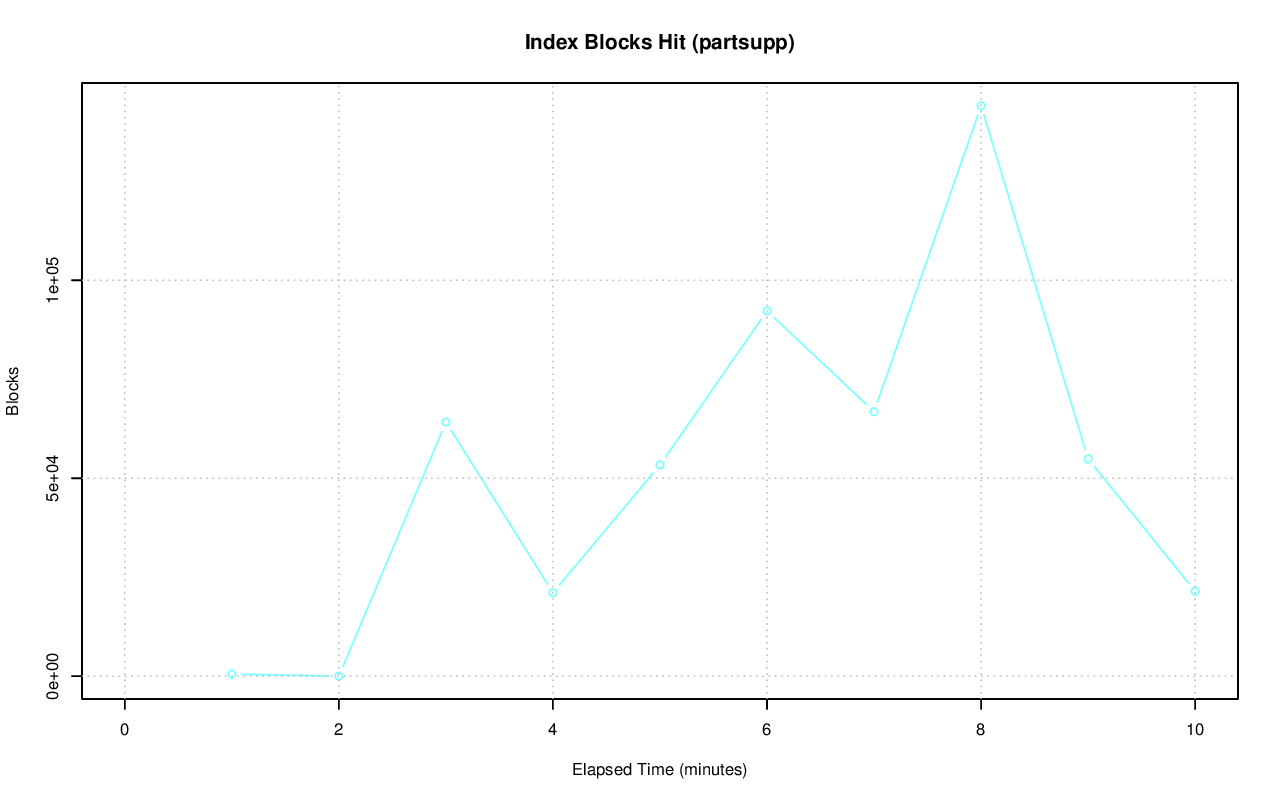 Index Blocks Hit (partsupp)
Blocks
1e+05
5e+04
0e+00
0 2 4 6 8 10
Elapsed Time (minutes)